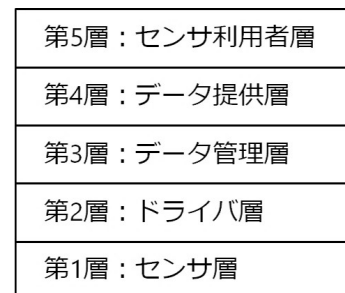 第5層：センサ利用者層
第4層：データ提供層
第3層：データ管理層
第2層：ドライバ層
第1層：センサ層